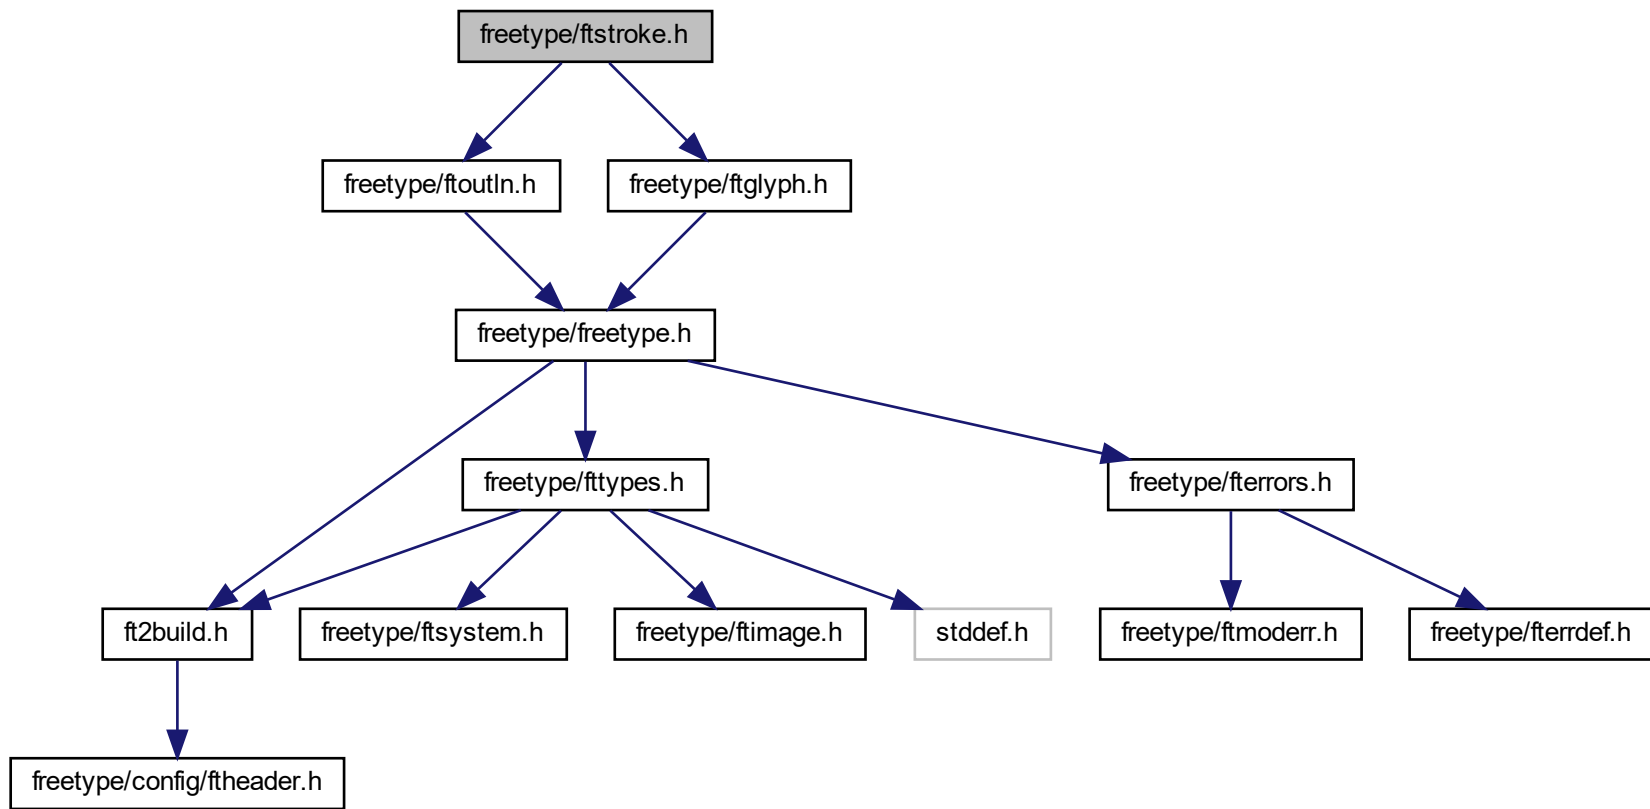 freetype/ftstroke.h
freetype/ftoutln.h
freetype/ftglyph.h
freetype/freetype.h
freetype/fttypes.h
freetype/fterrors.h
ft2build.h
freetype/ftsystem.h
freetype/ftimage.h
stddef.h
freetype/ftmoderr.h
freetype/fterrdef.h
freetype/config/ftheader.h